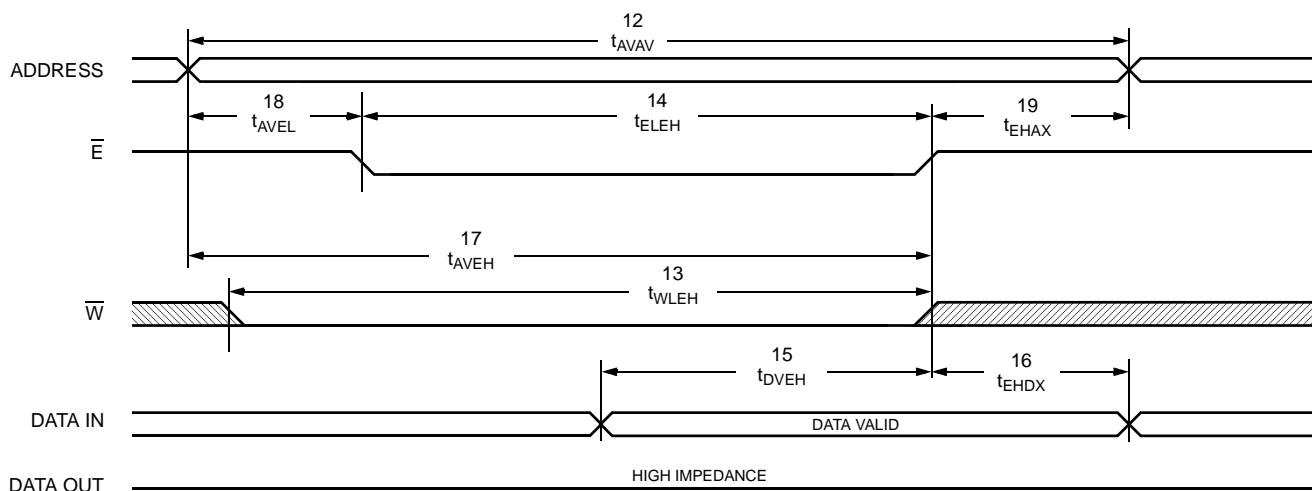 12
tAVAV
ADDRESS
18
tAVEL
14
tELEH
19
tEHAX
E
17
tAVEH
13
tWLEH
W
15
tDVEH
16
tEHDX
DATA IN
DATA VALID
DATA OUT
HIGH IMPEDANCE